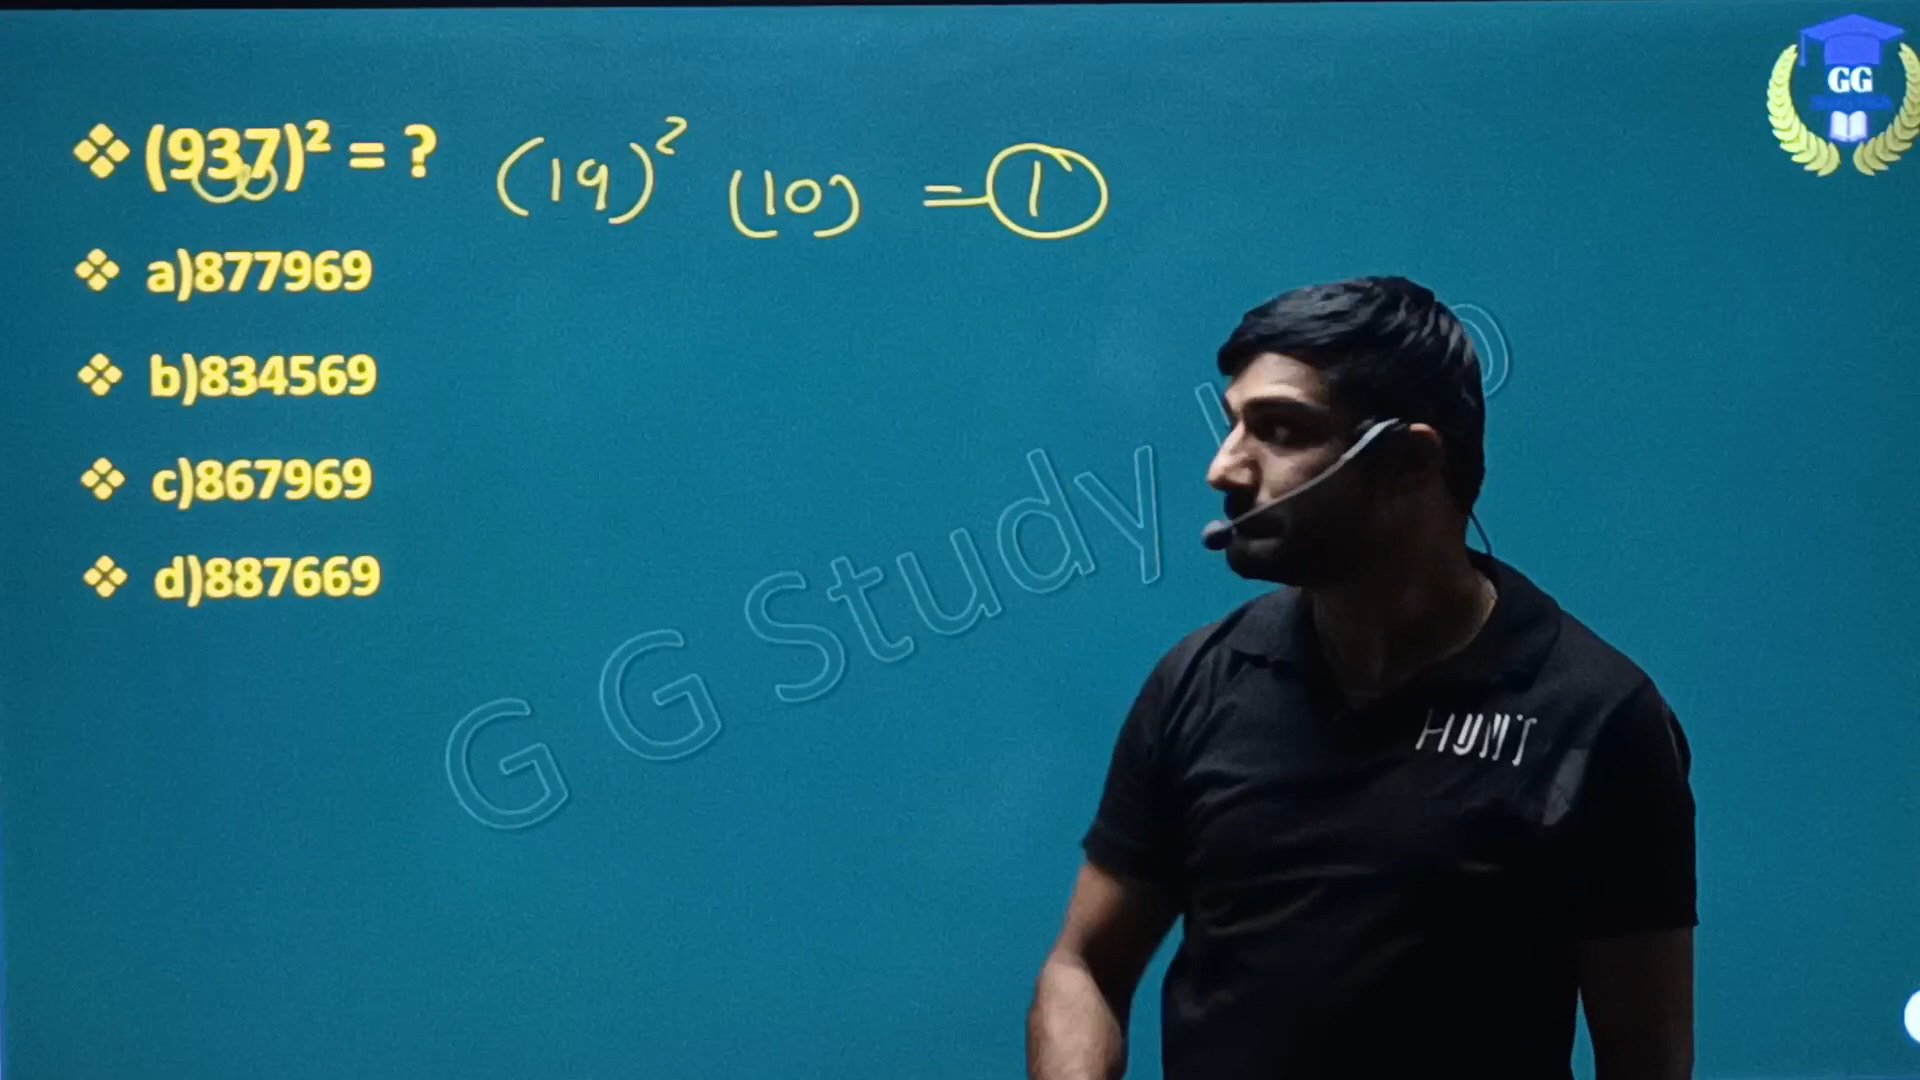 GG
❖ (937)² = ? (19)² (10) = 1
❖ a)877969
❖ b)834569
❖ c)867969
❖ d)887669
G G Study
HUNT